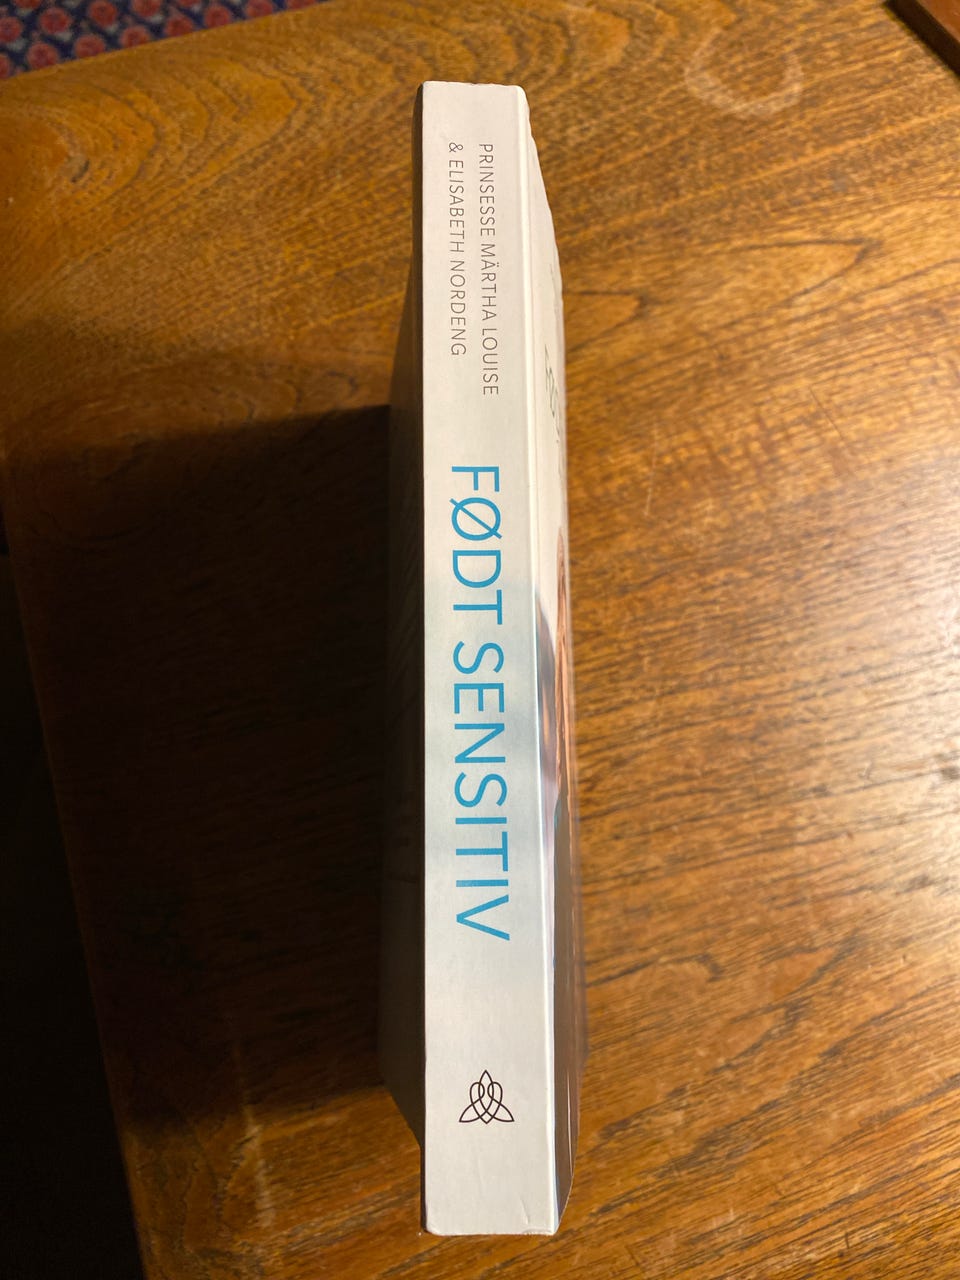 PRINSESSE MÄRTHA LOUISE
& ELISABETH NORDENG
FØDT SENSITIV